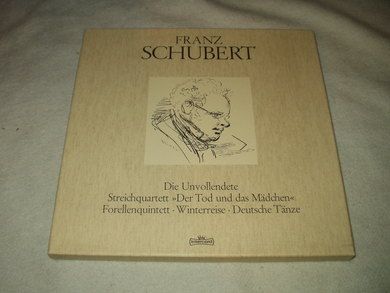 FRANZ
SCHUBERT
Die Unvollendete
Streichquartett »Der Tod und das Mädchen«
Forellenquintett · Winterreise · Deutsche Tänze